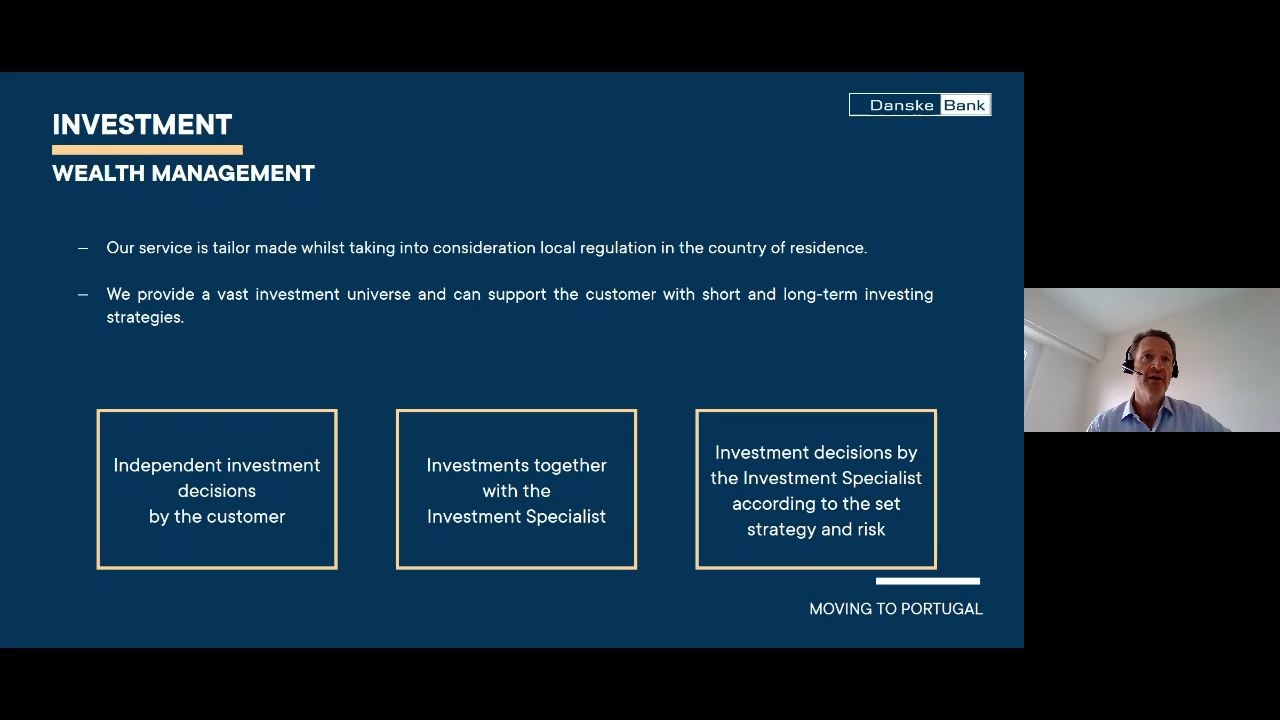 Danske Bank
INVESTMENT
WEALTH MANAGEMENT
– Our service is tailor made whilst taking into consideration local regulation in the country of residence.
– We provide a vast investment universe and can support the customer with short and long-term investing
strategies.
Independent investment
decisions
by the customer
Investments together
with the
Investment Specialist
Investment decisions by
the Investment Specialist
according to the set
strategy and risk
MOVING TO PORTUGAL